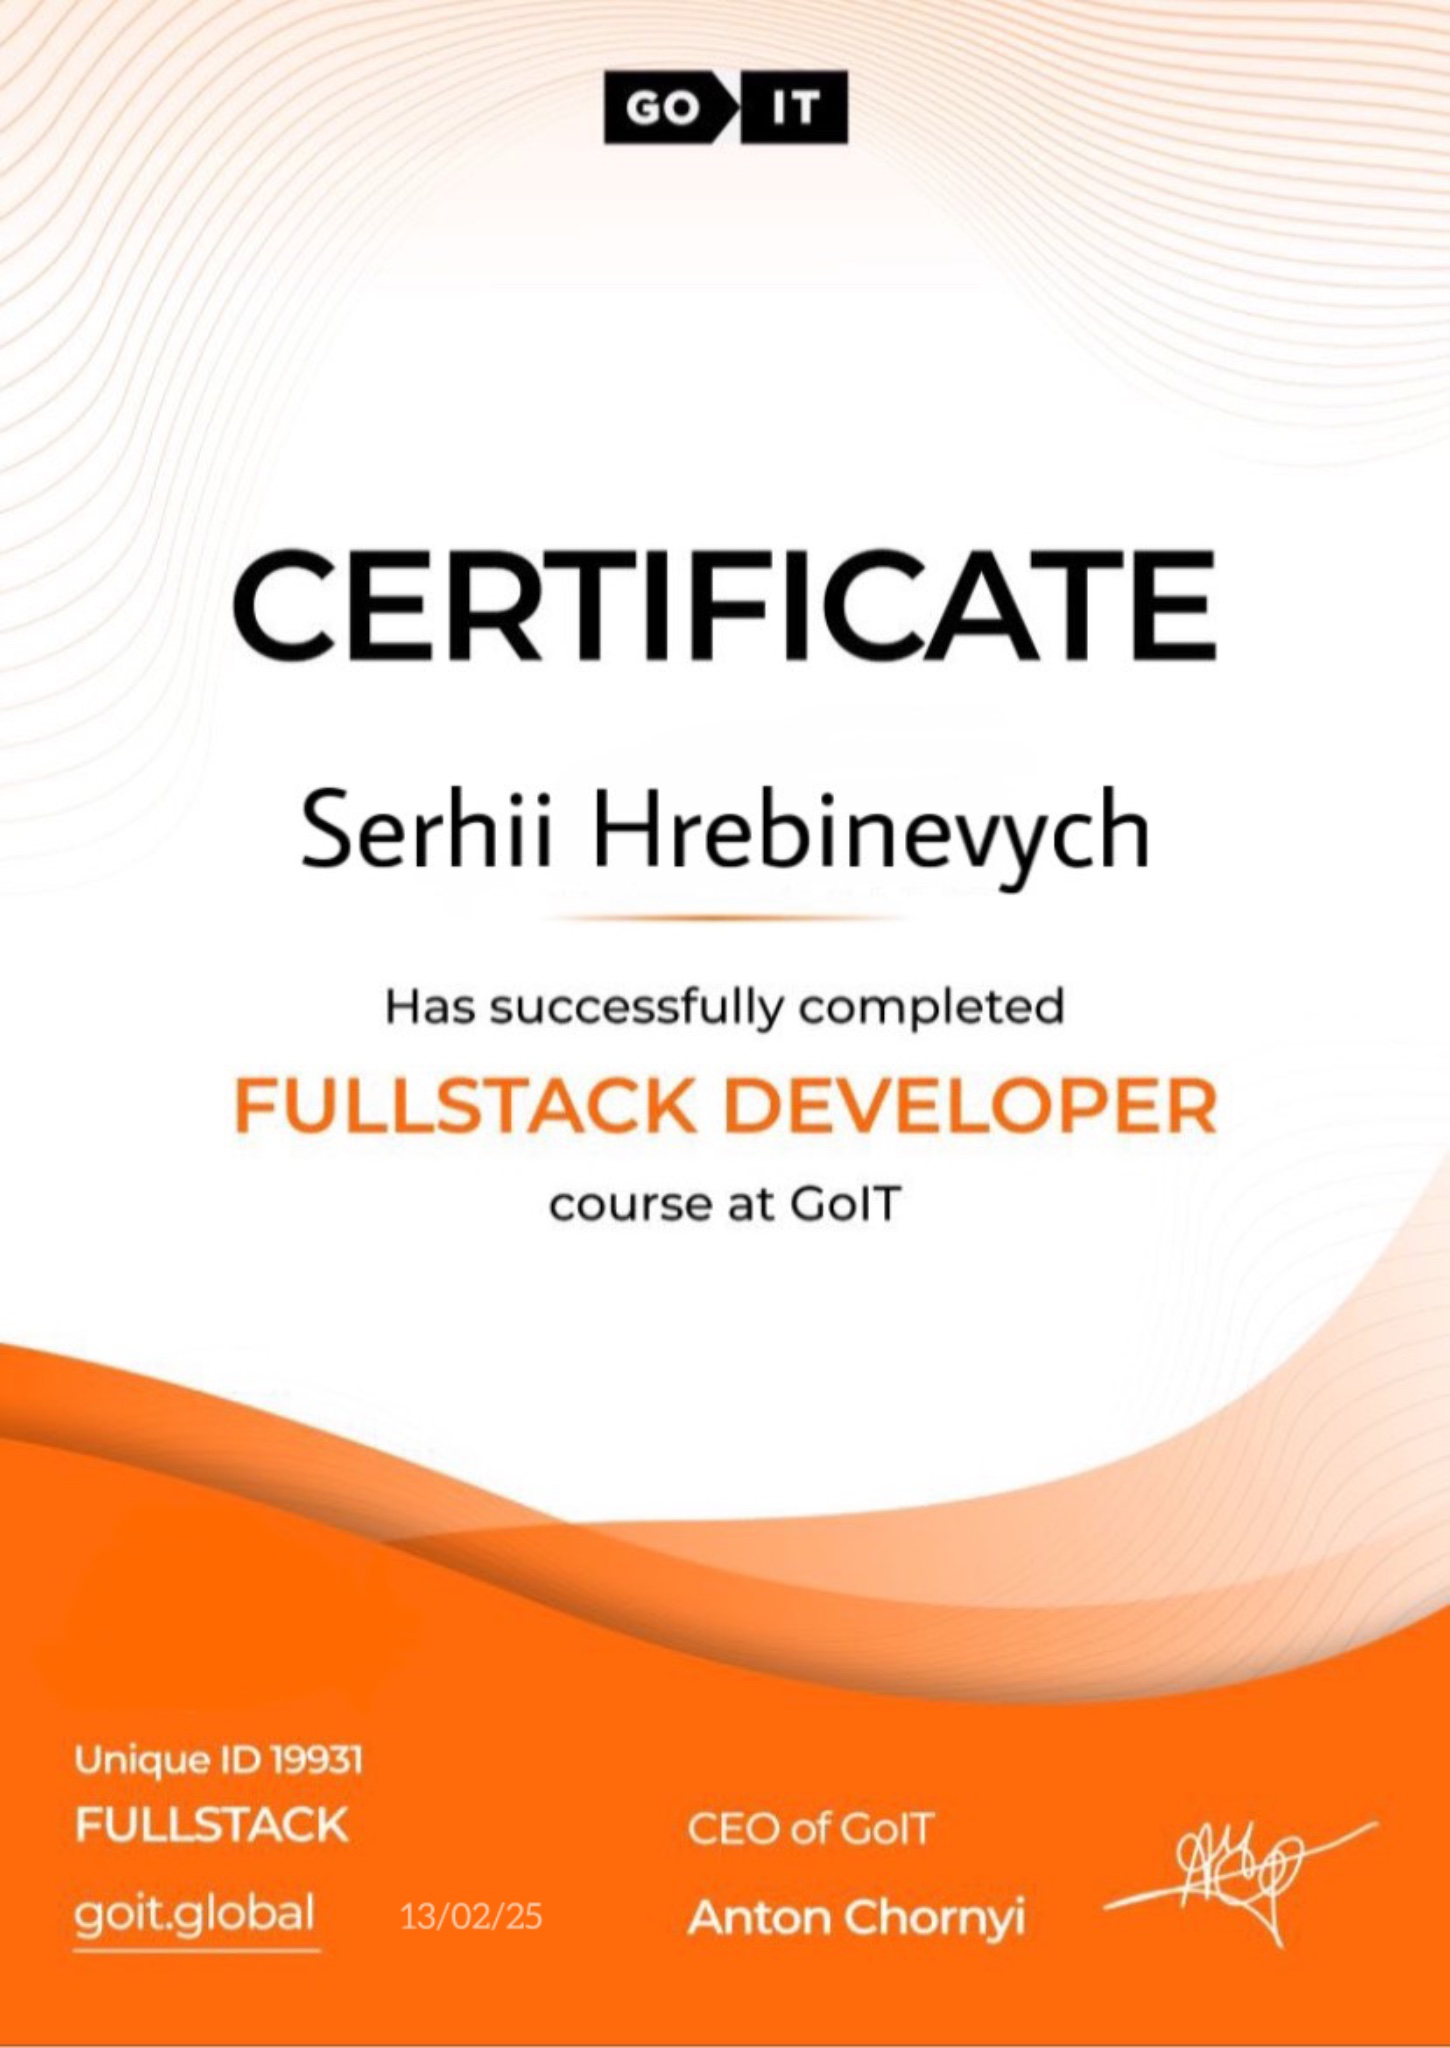 GO IT
CERTIFICATE
Serhii Hrebinevych
Has successfully completed
FULLSTACK DEVELOPER
course at GoIT
Unique ID 19931
FULLSTACK
goit.global
13/02/25
CEO of GoIT
Anton Chornyi